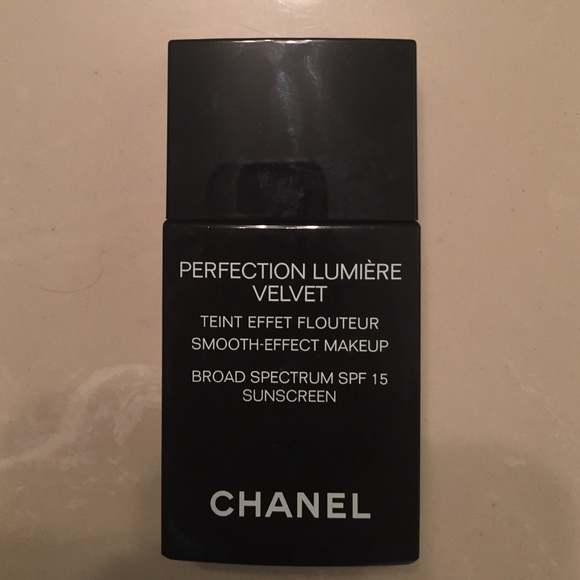 PERFECTION LUMIÈRE
VELVET
TEINT EFFET FLOUTEUR
SMOOTH-EFFECT MAKEUP
BROAD SPECTRUM SPF 15
SUNSCREEN
CHANEL